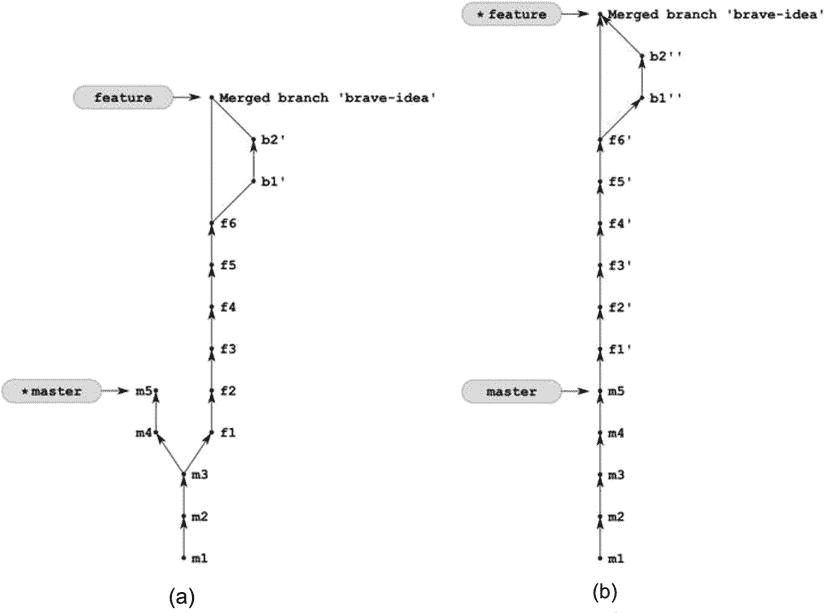 feature
Merged branch 'brave-idea'
b2'
b1'
f6
f5
f4
f3
*master
m5
f2
m4
f1
m3
m2
m1
(a)
*feature
Merged branch 'brave-idea'
b2''
b1''
f6'
f5'
f4'
f3'
f2'
f1'
master
m5
m4
m3
m2
m1
(b)